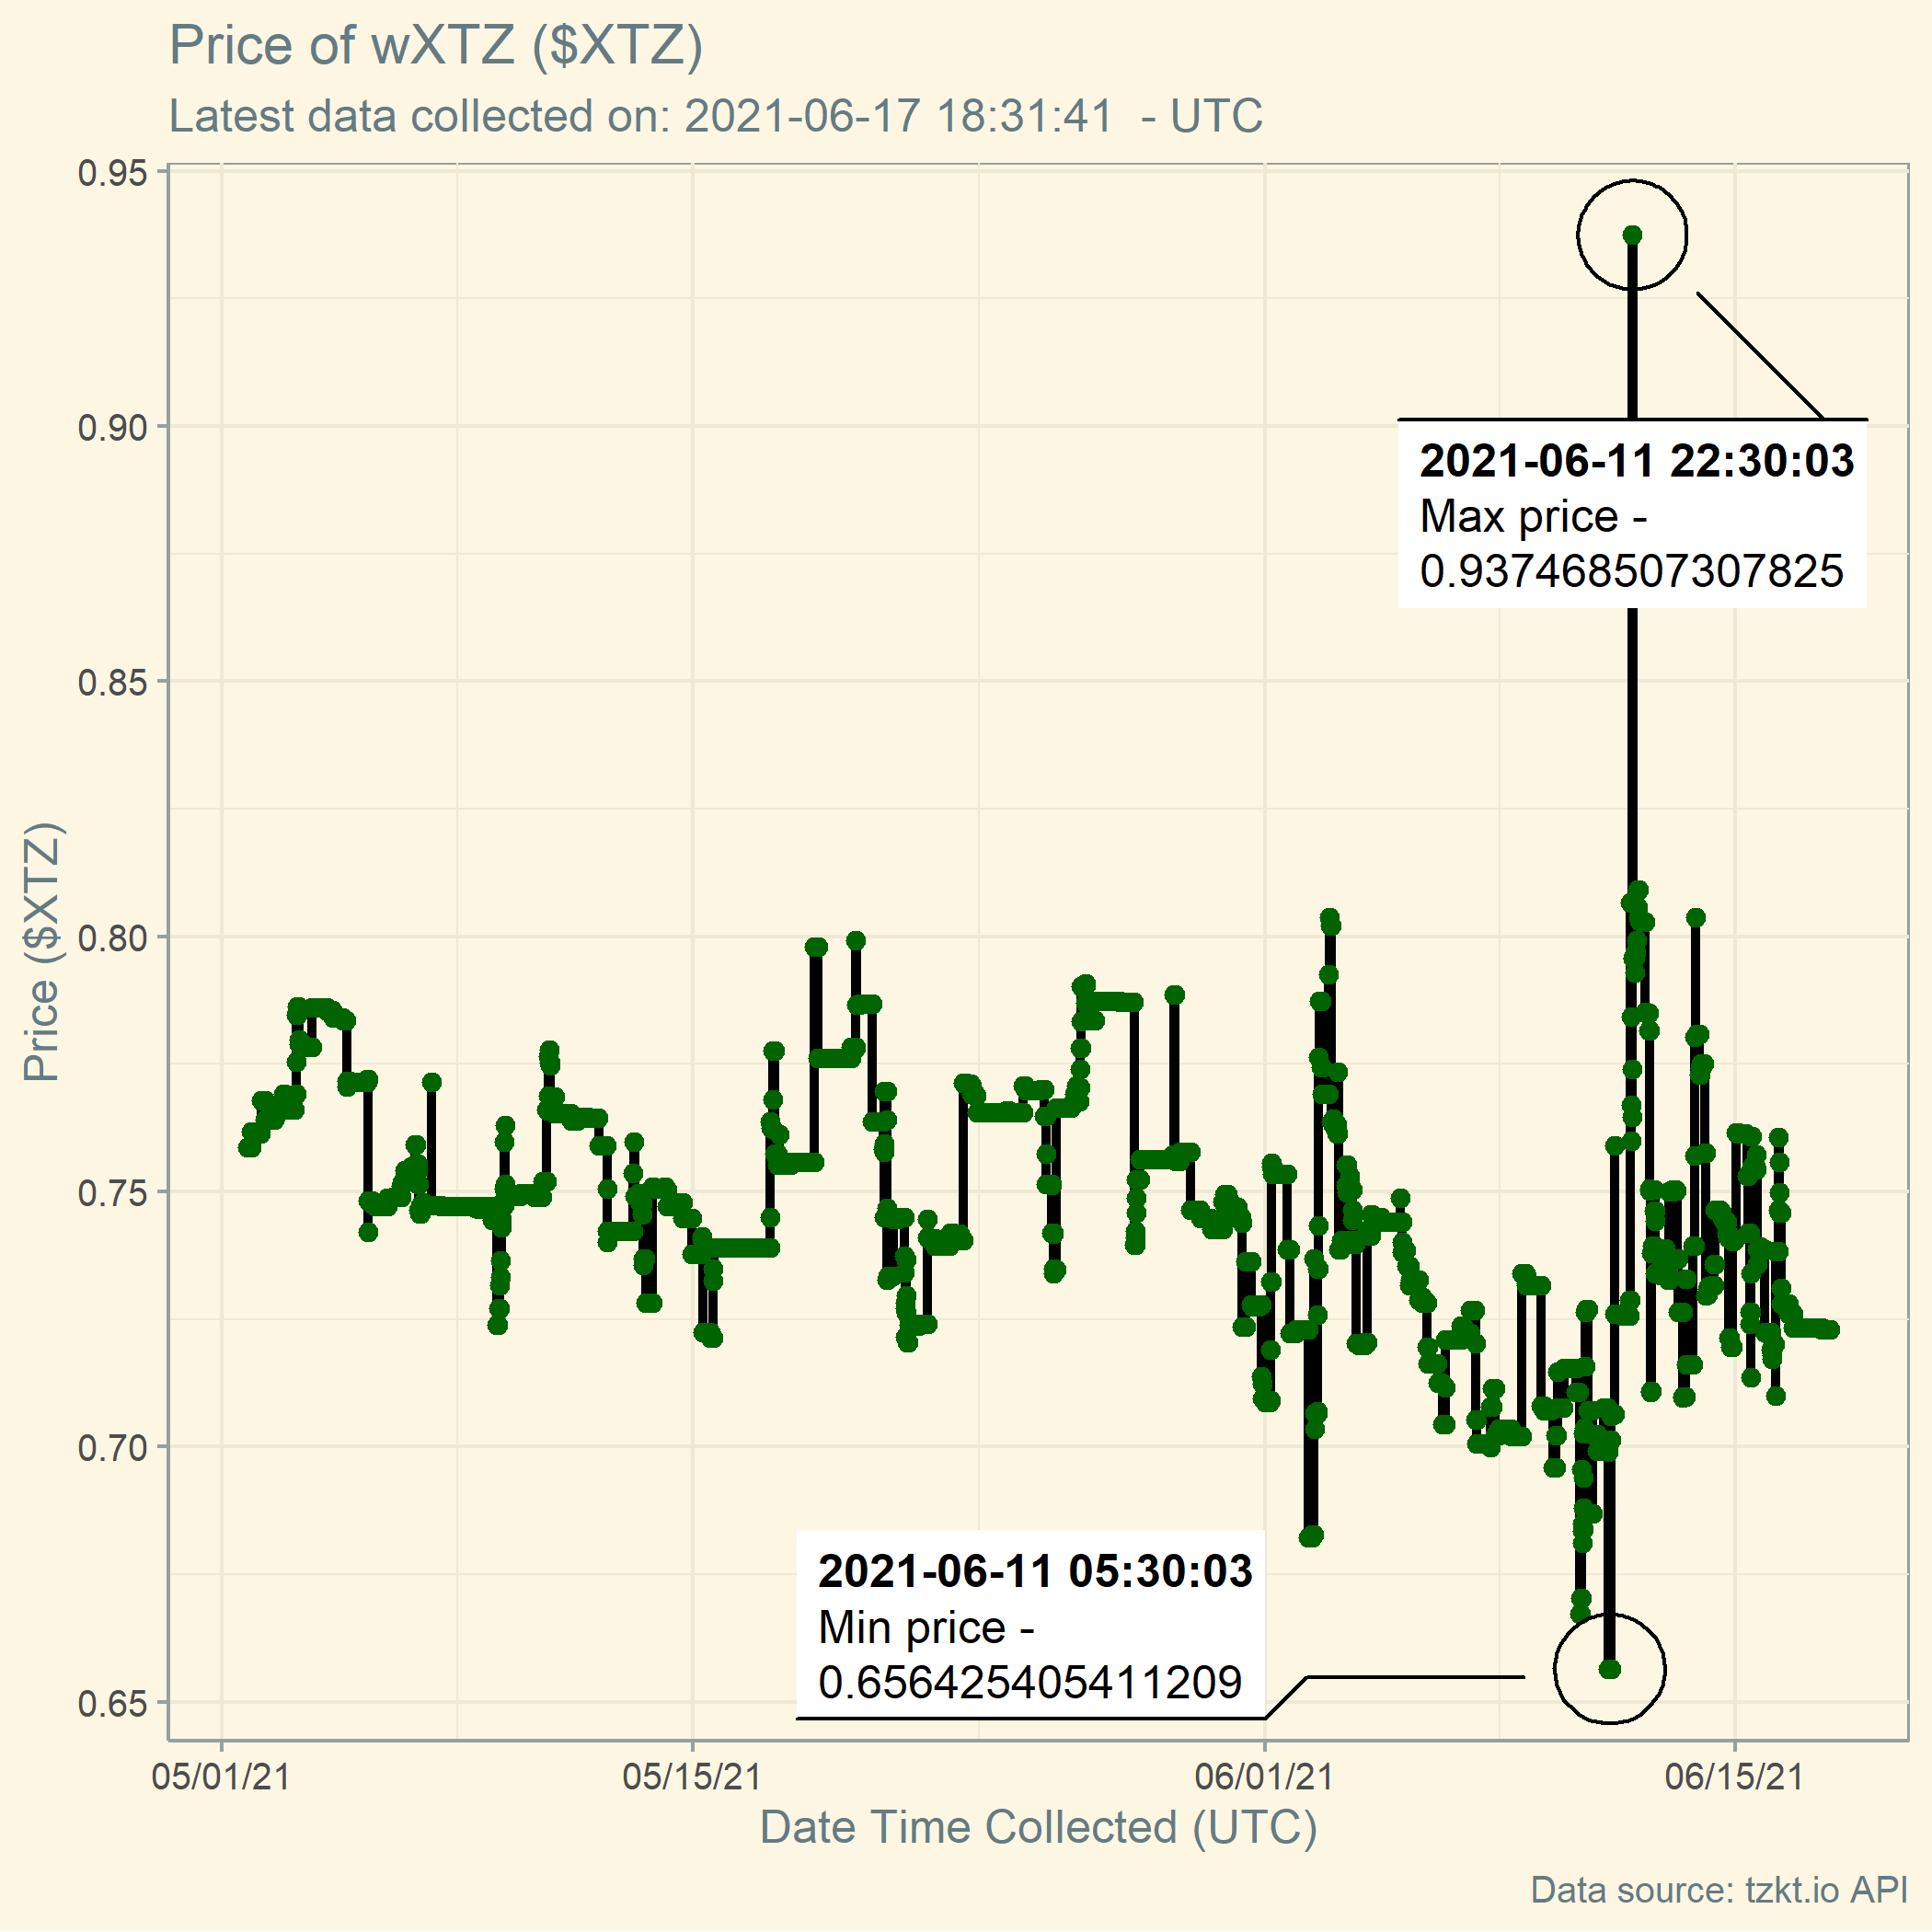 Price of wXTZ ($XTZ)
Latest data collected on: 2021-06-17 18:31:41  - UTC
Price ($XTZ)
0.95
0.90
0.85
0.80
0.75
0.70
0.65
2021-06-11 22:30:03
Max price -
0.937468507307825
2021-06-11 05:30:03
Min price -
0.656425405411209
05/01/21
05/15/21
06/01/21
06/15/21
Date Time Collected (UTC)
Data source: tzkt.io API